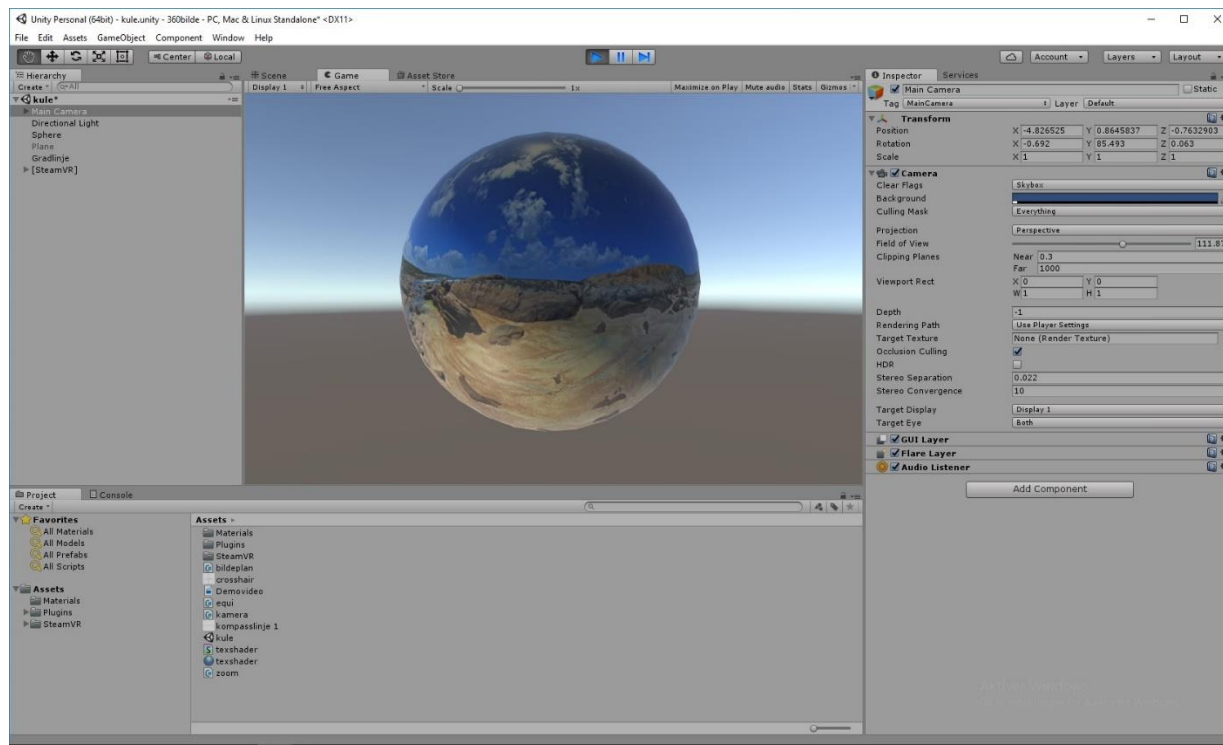 Unity Personal (64bit) - kule.unity - 360bilde - PC, Mac & Linux Standalone* <DX11>
File Edit Assets GameObject Component Window Help
Center Local Account Layers Layout
Hierarchy
Create All
kule*
Main Camera
Directional Light
Sphere
Plane
Gradlinje
[SteamVR]
Scene Game Asset Store
Display 1 Free Aspect Scale 1x Maximize on Play Mute audio Stats Gizmos
Inspector Services
Main Camera Static
Tag MainCamera Layer Default
Transform
Position X -4.826525 Y 0.8645837 Z -0.7632903
Rotation X -0.692 Y 85.493 Z 0.063
Scale X 1 Y 1 Z 1
Camera
Clear Flags Skybox
Background
Culling Mask Everything
Projection Perspective
Field of View 111.87
Clipping Planes Near 0.3
Far 1000
Viewport Rect X 0 Y 0
W 1 H 1
Depth -1
Rendering Path Use Player Settings
Target Texture None (Render Texture)
Occlusion Culling
HDR
Stereo Separation 0.022
Stereo Convergence 10
Target Display Display 1
Target Eye Both
GUI Layer
Flare Layer
Audio Listener
Add Component
Project Console
Create
Favorites
All Materials
All Models
All Prefabs
All Scripts
Assets
Materials
Plugins
SteamVR
Assets
Materials
Plugins
SteamVR
bildeplan
crosshair
Demovideo
equi
kamera
kompasslinje 1
kule
texshader
texshader
zoom